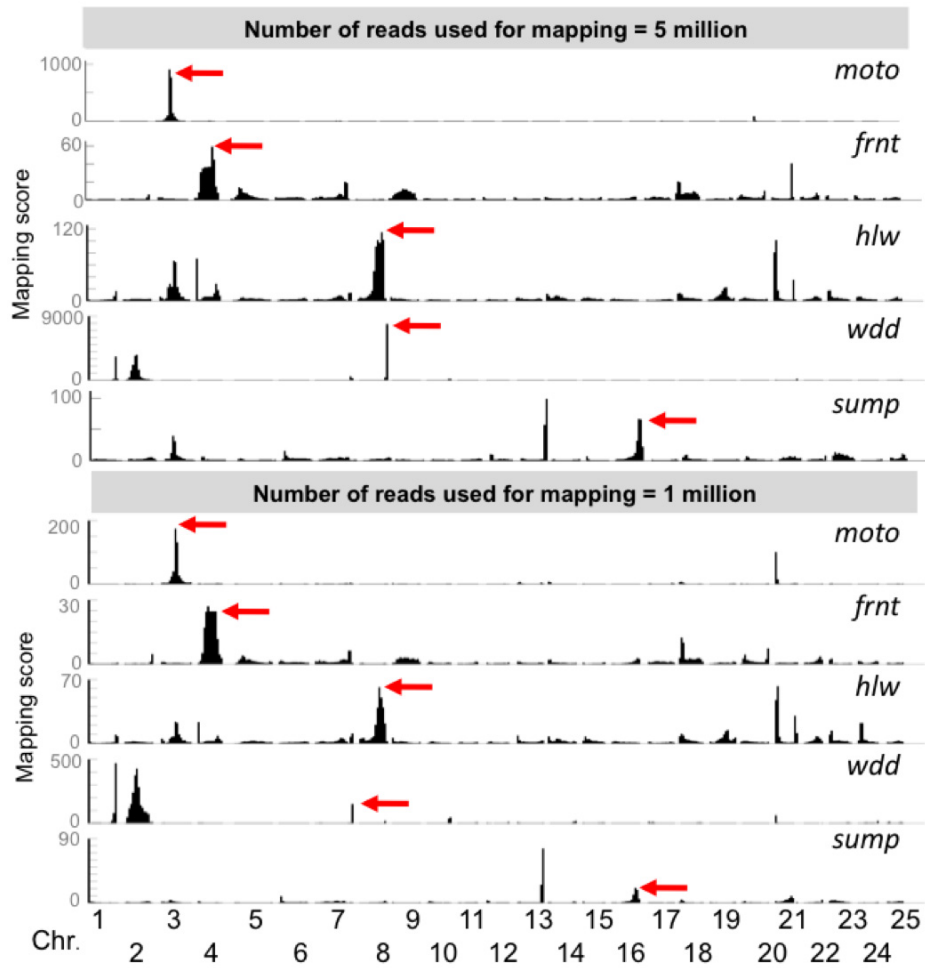 Number of reads used for mapping = 5 million
Mapping score
1000
0
moto
60
0
frnt
120
0
hlw
9000
0
wdd
100
0
sump
Number of reads used for mapping = 1 million
Mapping score
200
0
moto
30
0
frnt
70
0
hlw
500
0
wdd
90
0
sump
1 3 5 7 9 11 13 15 17 19 21 23 25
Chr. 2 4 6 8 10 12 14 16 18 20 22 24